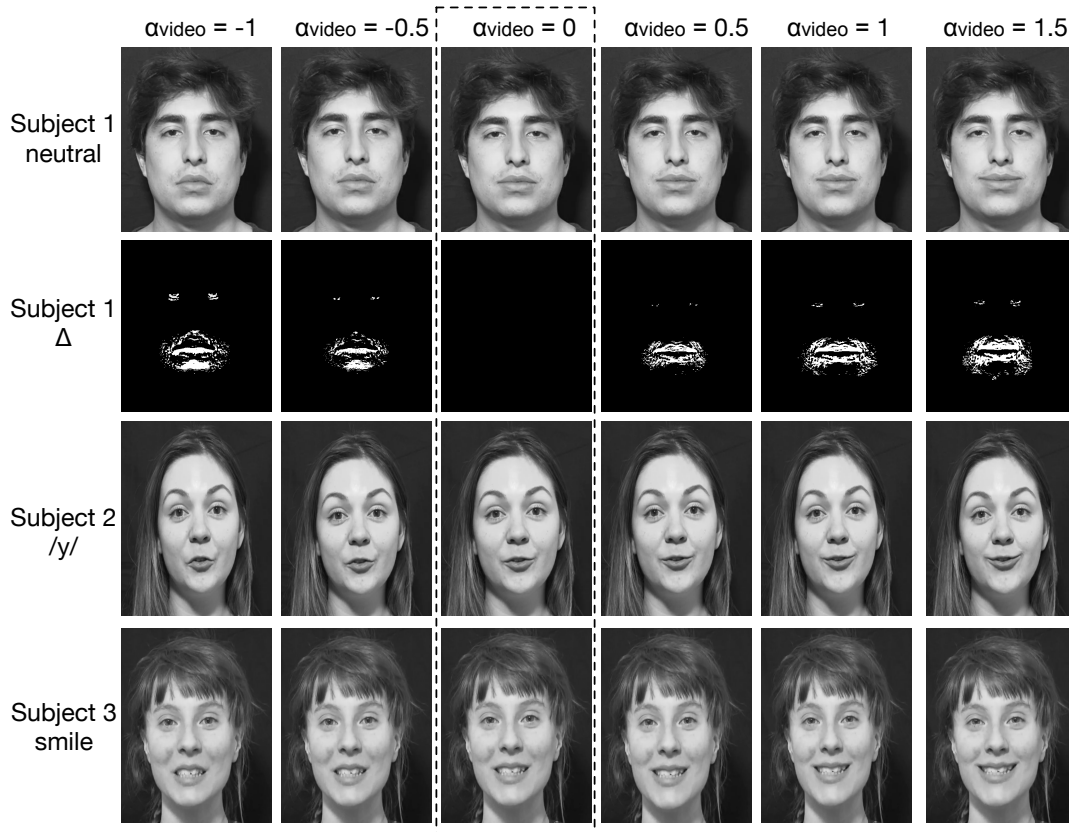 αvideo = -1
αvideo = -0.5
αvideo = 0
αvideo = 0.5
αvideo = 1
αvideo = 1.5
Subject 1
neutral
Subject 1
Δ
Subject 2
/y/
Subject 3
smile